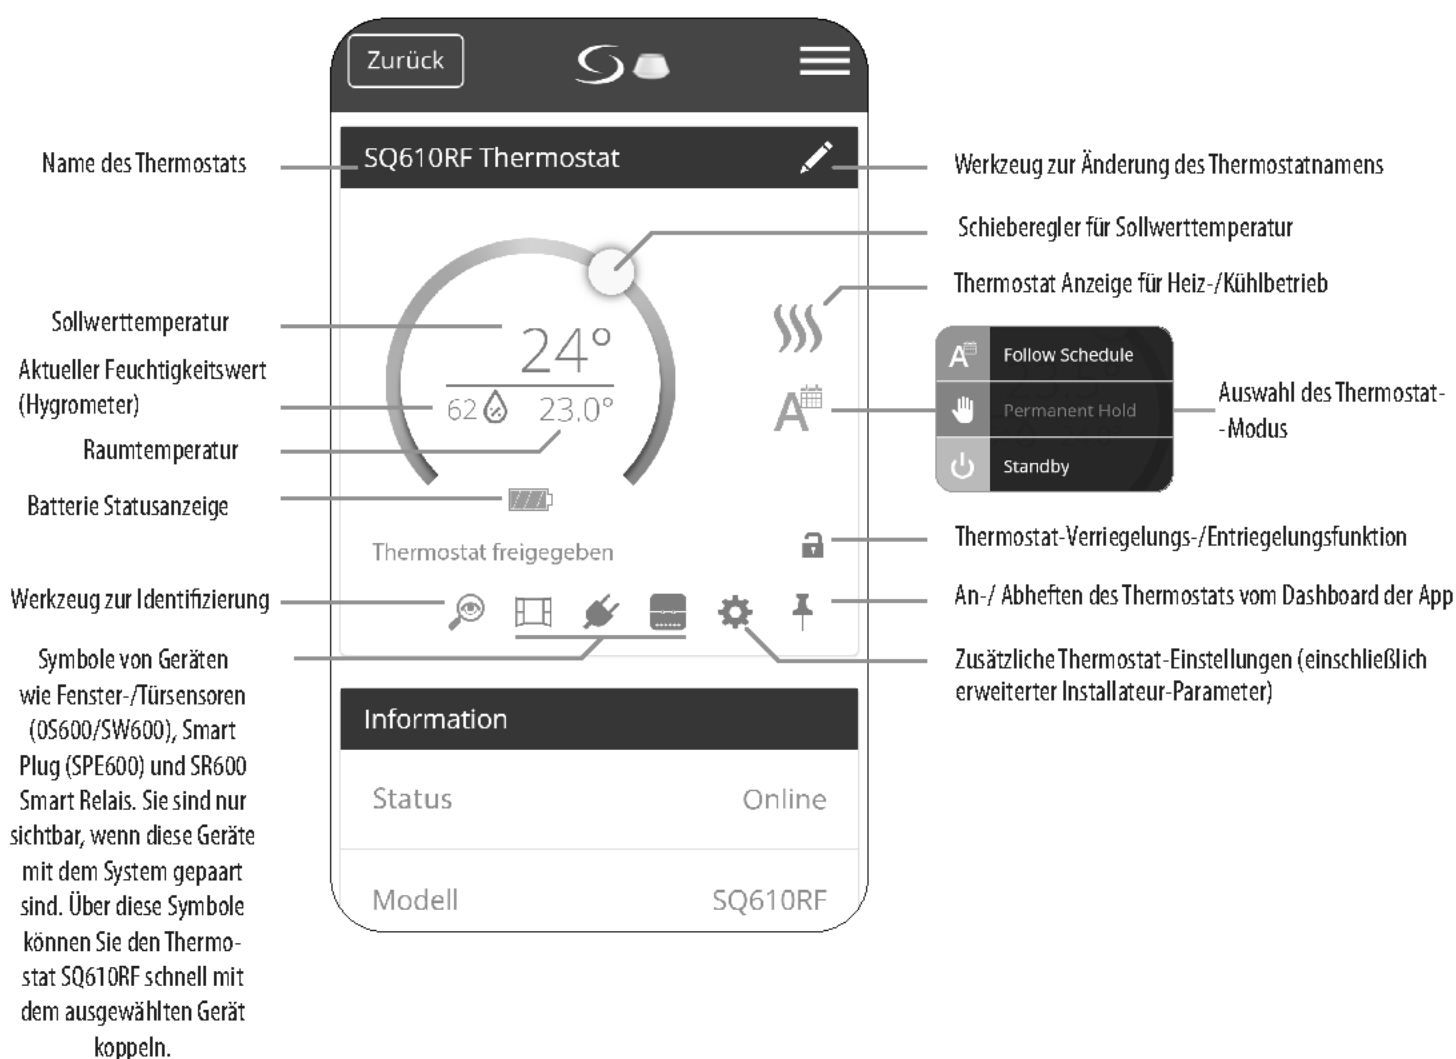 Zurück
SQ610RF Thermostat
24°
62
23.0°
Thermostat freigegeben
Information
Status
Online
Modell
SQ610RF
Name des Thermostats
Sollwerttemperatur
Aktueller Feuchtigkeitswert
(Hygrometer)
Raumtemperatur
Batterie Statusanzeige
Werkzeug zur Identifizierung
Symbole von Geräten
wie Fenster-/Türsensoren
(OS600/SW600), Smart
Plug (SPE600) und SR600
Smart Relais. Sie sind nur
sichtbar, wenn diese Geräte
mit dem System gepaart
sind. Über diese Symbole
können Sie den Thermo-
stat SQ610RF schnell mit
dem ausgewählten Gerät
koppeln.
Werkzeug zur Änderung des Thermostatnamens
Schieberegler für Sollwerttemperatur
Thermostat Anzeige für Heiz-/Kühlbetrieb
A
A
Follow Schedule
Permanent Hold
Standby
Auswahl des Thermostat-
-Modus
Thermostat-Verriegelungs-/Entriegelungsfunktion
An-/ Abheften des Thermostats vom Dashboard der App
Zusätzliche Thermostat-Einstellungen (einschließlich
erweiterter Installateur-Parameter)